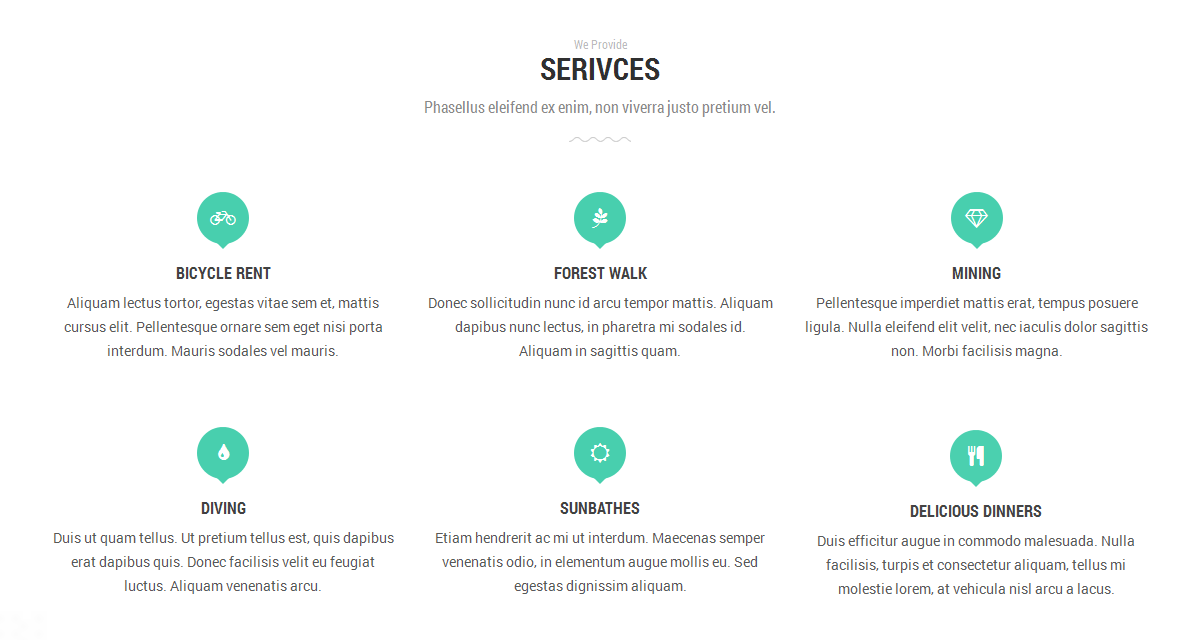 We Provide
SERIVCES
Phasellus eleifend ex enim, non viverra justo pretium vel.
BICYCLE RENT
Aliquam lectus tortor, egestas vitae sem et, mattis
cursus elit. Pellentesque ornare sem eget nisi porta
interdum. Mauris sodales vel mauris.
FOREST WALK
Donec sollicitudin nunc id arcu tempor mattis. Aliquam
dapibus nunc lectus, in pharetra mi sodales id.
Aliquam in sagittis quam.
MINING
Pellentesque imperdiet mattis erat, tempus posuere
ligula. Nulla eleifend elit velit, nec iaculis dolor sagittis
non. Morbi facilisis magna.
DIVING
Duis ut quam tellus. Ut pretium tellus est, quis dapibus
erat dapibus quis. Donec facilisis velit eu feugiat
luctus. Aliquam venenatis arcu.
SUNBATHES
Etiam hendrerit ac mi ut interdum. Maecenas semper
venenatis odio, in elementum augue mollis eu. Sed
egestas dignissim aliquam.
DELICIOUS DINNERS
Duis efficitur augue in commodo malesuada. Nulla
facilisis, turpis et consectetur aliquam, tellus mi
molestie lorem, at vehicula nisl arcu a lacus.